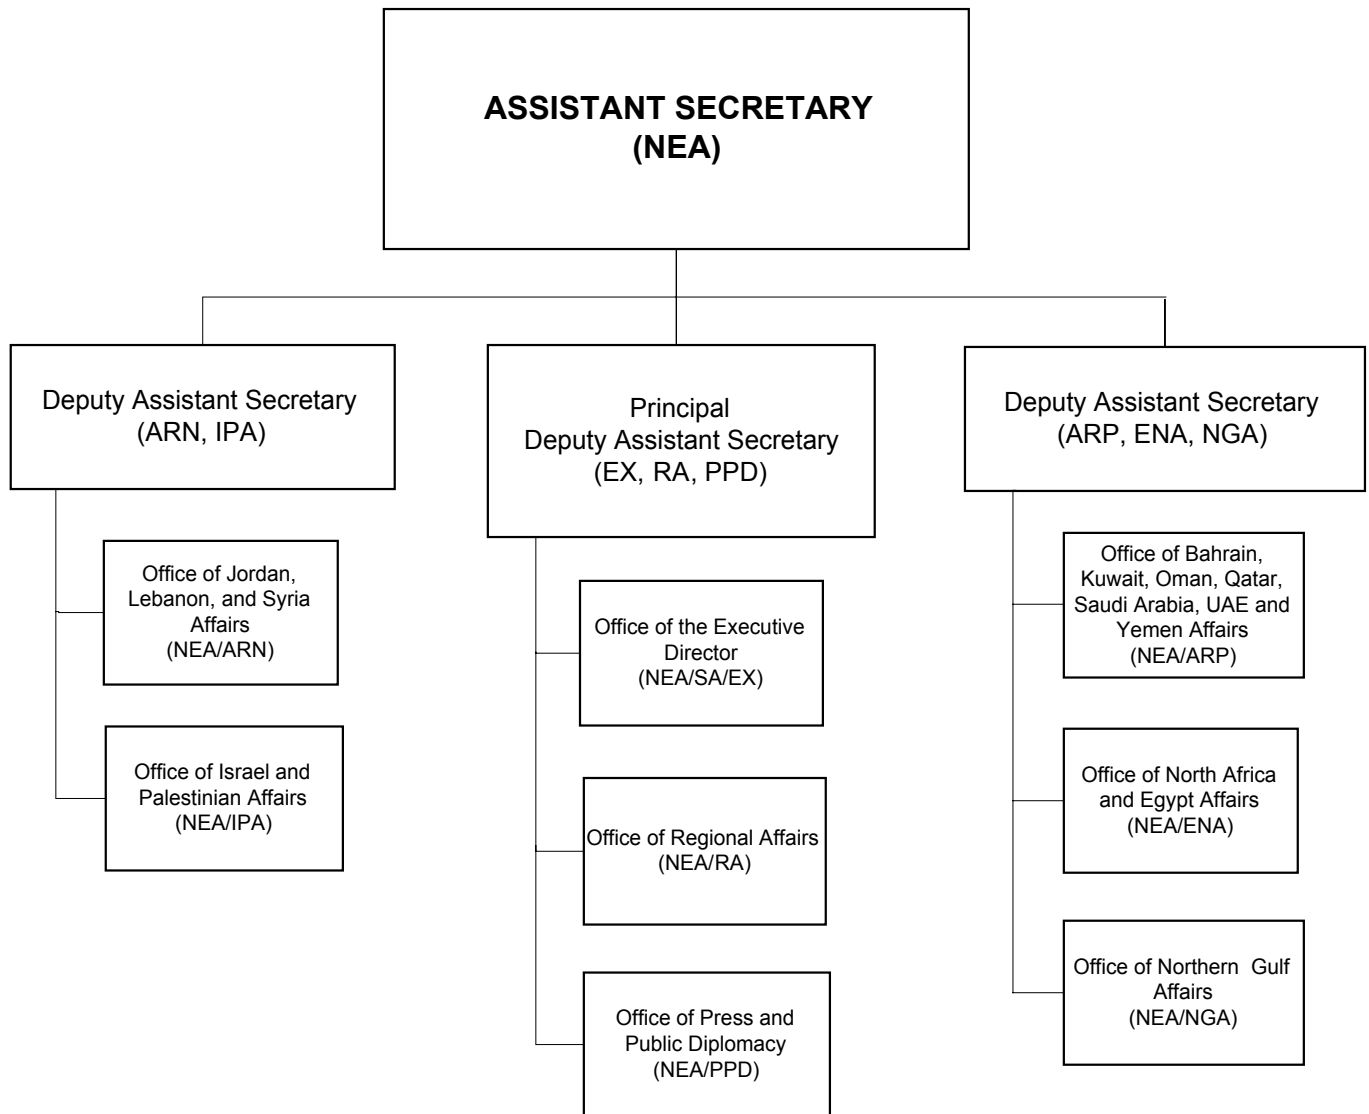 ASSISTANT SECRETARY
(NEA)
Deputy Assistant Secretary
(ARN, IPA)
Office of Jordan,
Lebanon, and Syria
Affairs
(NEA/ARN)
Office of Israel and
Palestinian Affairs
(NEA/IPA)
Principal
Deputy Assistant Secretary
(EX, RA, PPD)
Office of the Executive
Director
(NEA/SA/EX)
Office of Regional Affairs
(NEA/RA)
Office of Press and
Public Diplomacy
(NEA/PPD)
Deputy Assistant Secretary
(ARP, ENA, NGA)
Office of Bahrain,
Kuwait, Oman, Qatar,
Saudi Arabia, UAE and
Yemen Affairs
(NEA/ARP)
Office of North Africa
and Egypt Affairs
(NEA/ENA)
Office of Northern  Gulf
Affairs
(NEA/NGA)